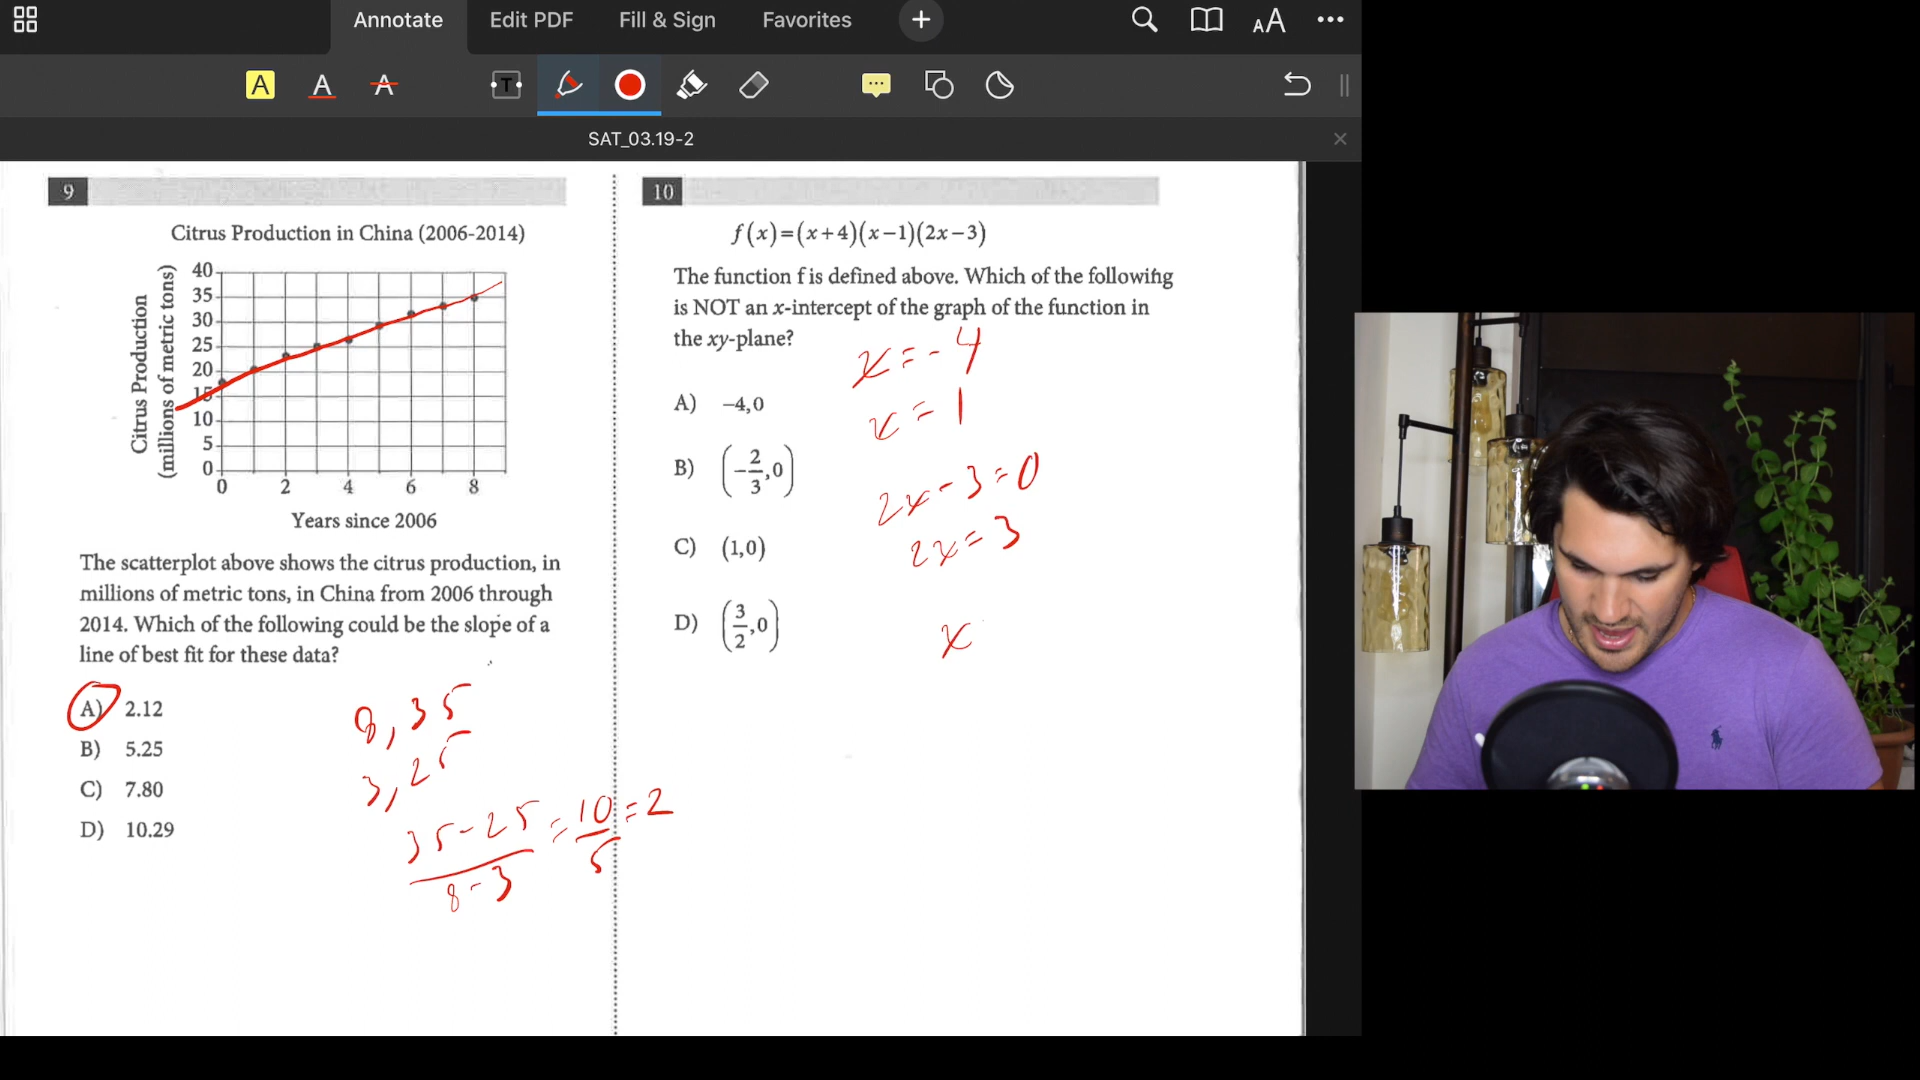 Annotate
Edit PDF
Fill & Sign
Favorites
+
AA
A
A
A
T
SAT_03.19-2
9
Citrus Production in China (2006-2014)
Citrus Production
(millions of metric tons)
40
35
30
25
20
15
10
5
0
0 2 4 6 8
Years since 2006
The scatterplot above shows the citrus production, in
millions of metric tons, in China from 2006 through
2014. Which of the following could be the slope of a
line of best fit for these data?
A) 2.12
B) 5.25
C) 7.80
D) 10.29
8, 35
3, 25
35-25/8-3 = 10/5 = 2
10
f(x)=(x+4)(x−1)(2x−3)
The function f is defined above. Which of the following
is NOT an x-intercept of the graph of the function in
the xy-plane?
A) −4,0
B) (−2/3,0)
C) (1,0)
D) (3/2,0)
x = -4
x = 1
2x - 3 = 0
2x = 3
x